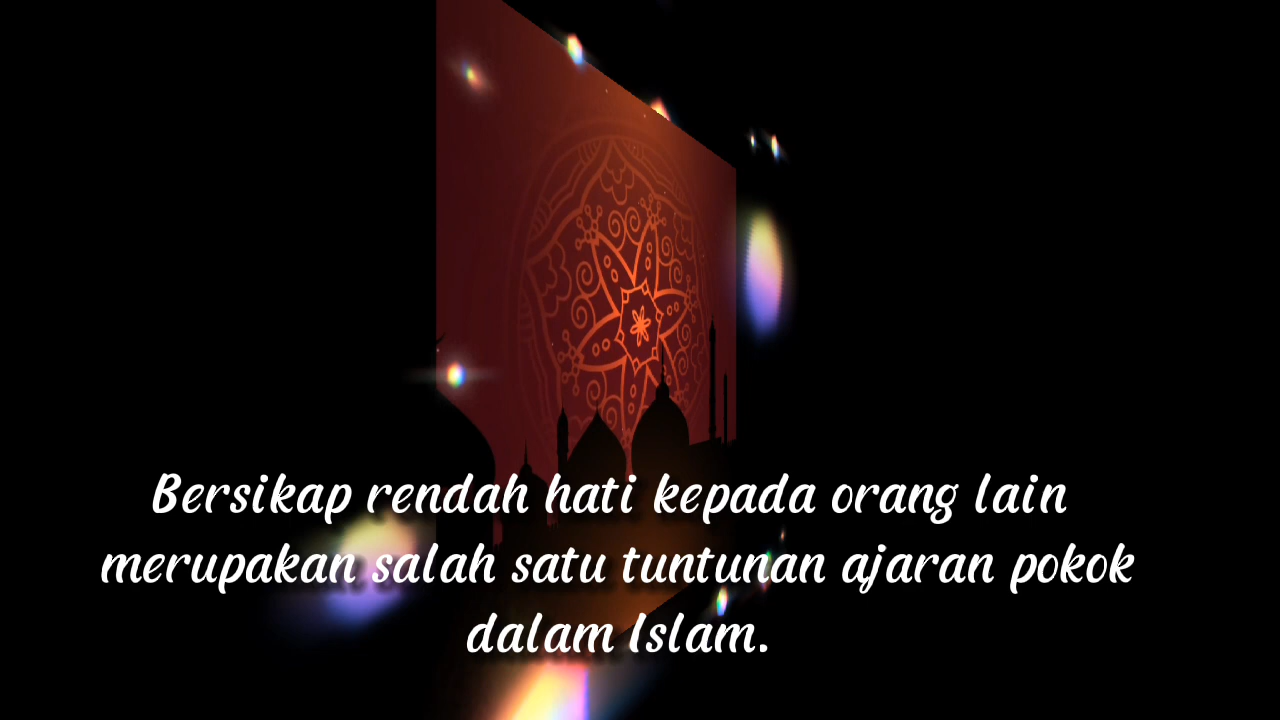 Bersikap rendah hati kepada orang lain
merupakan salah satu tuntunan ajaran pokok
dalam Islam.